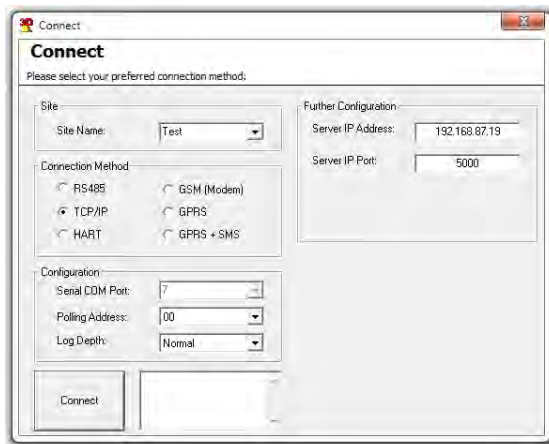 Connect
Connect
Please select your preferred connection method:
Site
Site Name: Test
Connection Method
RS485 GSM (Modem)
TCP/IP GPRS
HART GPRS + SMS
Configuration
Serial COM Port: 7
Polling Address: 00
Log Depth: Normal
Connect
Further Configuration
Server IP Address: 192.168.87.19
Server IP Port: 5000